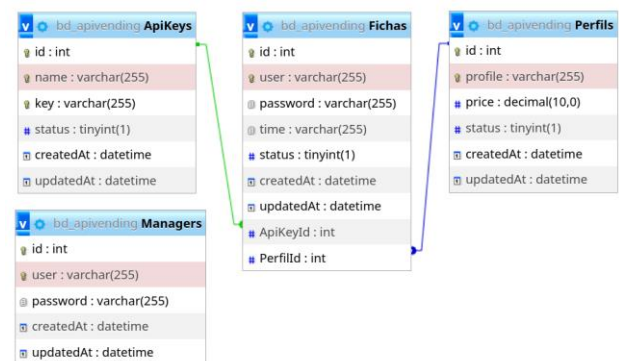 bd_apivending ApiKeys
id : int
name : varchar(255)
key : varchar(255)
status : tinyint(1)
createdAt : datetime
updatedAt : datetime
bd_apivending Fichas
id : int
user : varchar(255)
password : varchar(255)
time : varchar(255)
status : tinyint(1)
createdAt : datetime
updatedAt : datetime
ApiKeyId : int
PerfilId : int
bd_apivending Perfils
id : int
profile : varchar(255)
price : decimal(10,0)
status : tinyint(1)
createdAt : datetime
updatedAt : datetime
bd_apivending Managers
id : int
user : varchar(255)
password : varchar(255)
createdAt : datetime
updatedAt : datetime